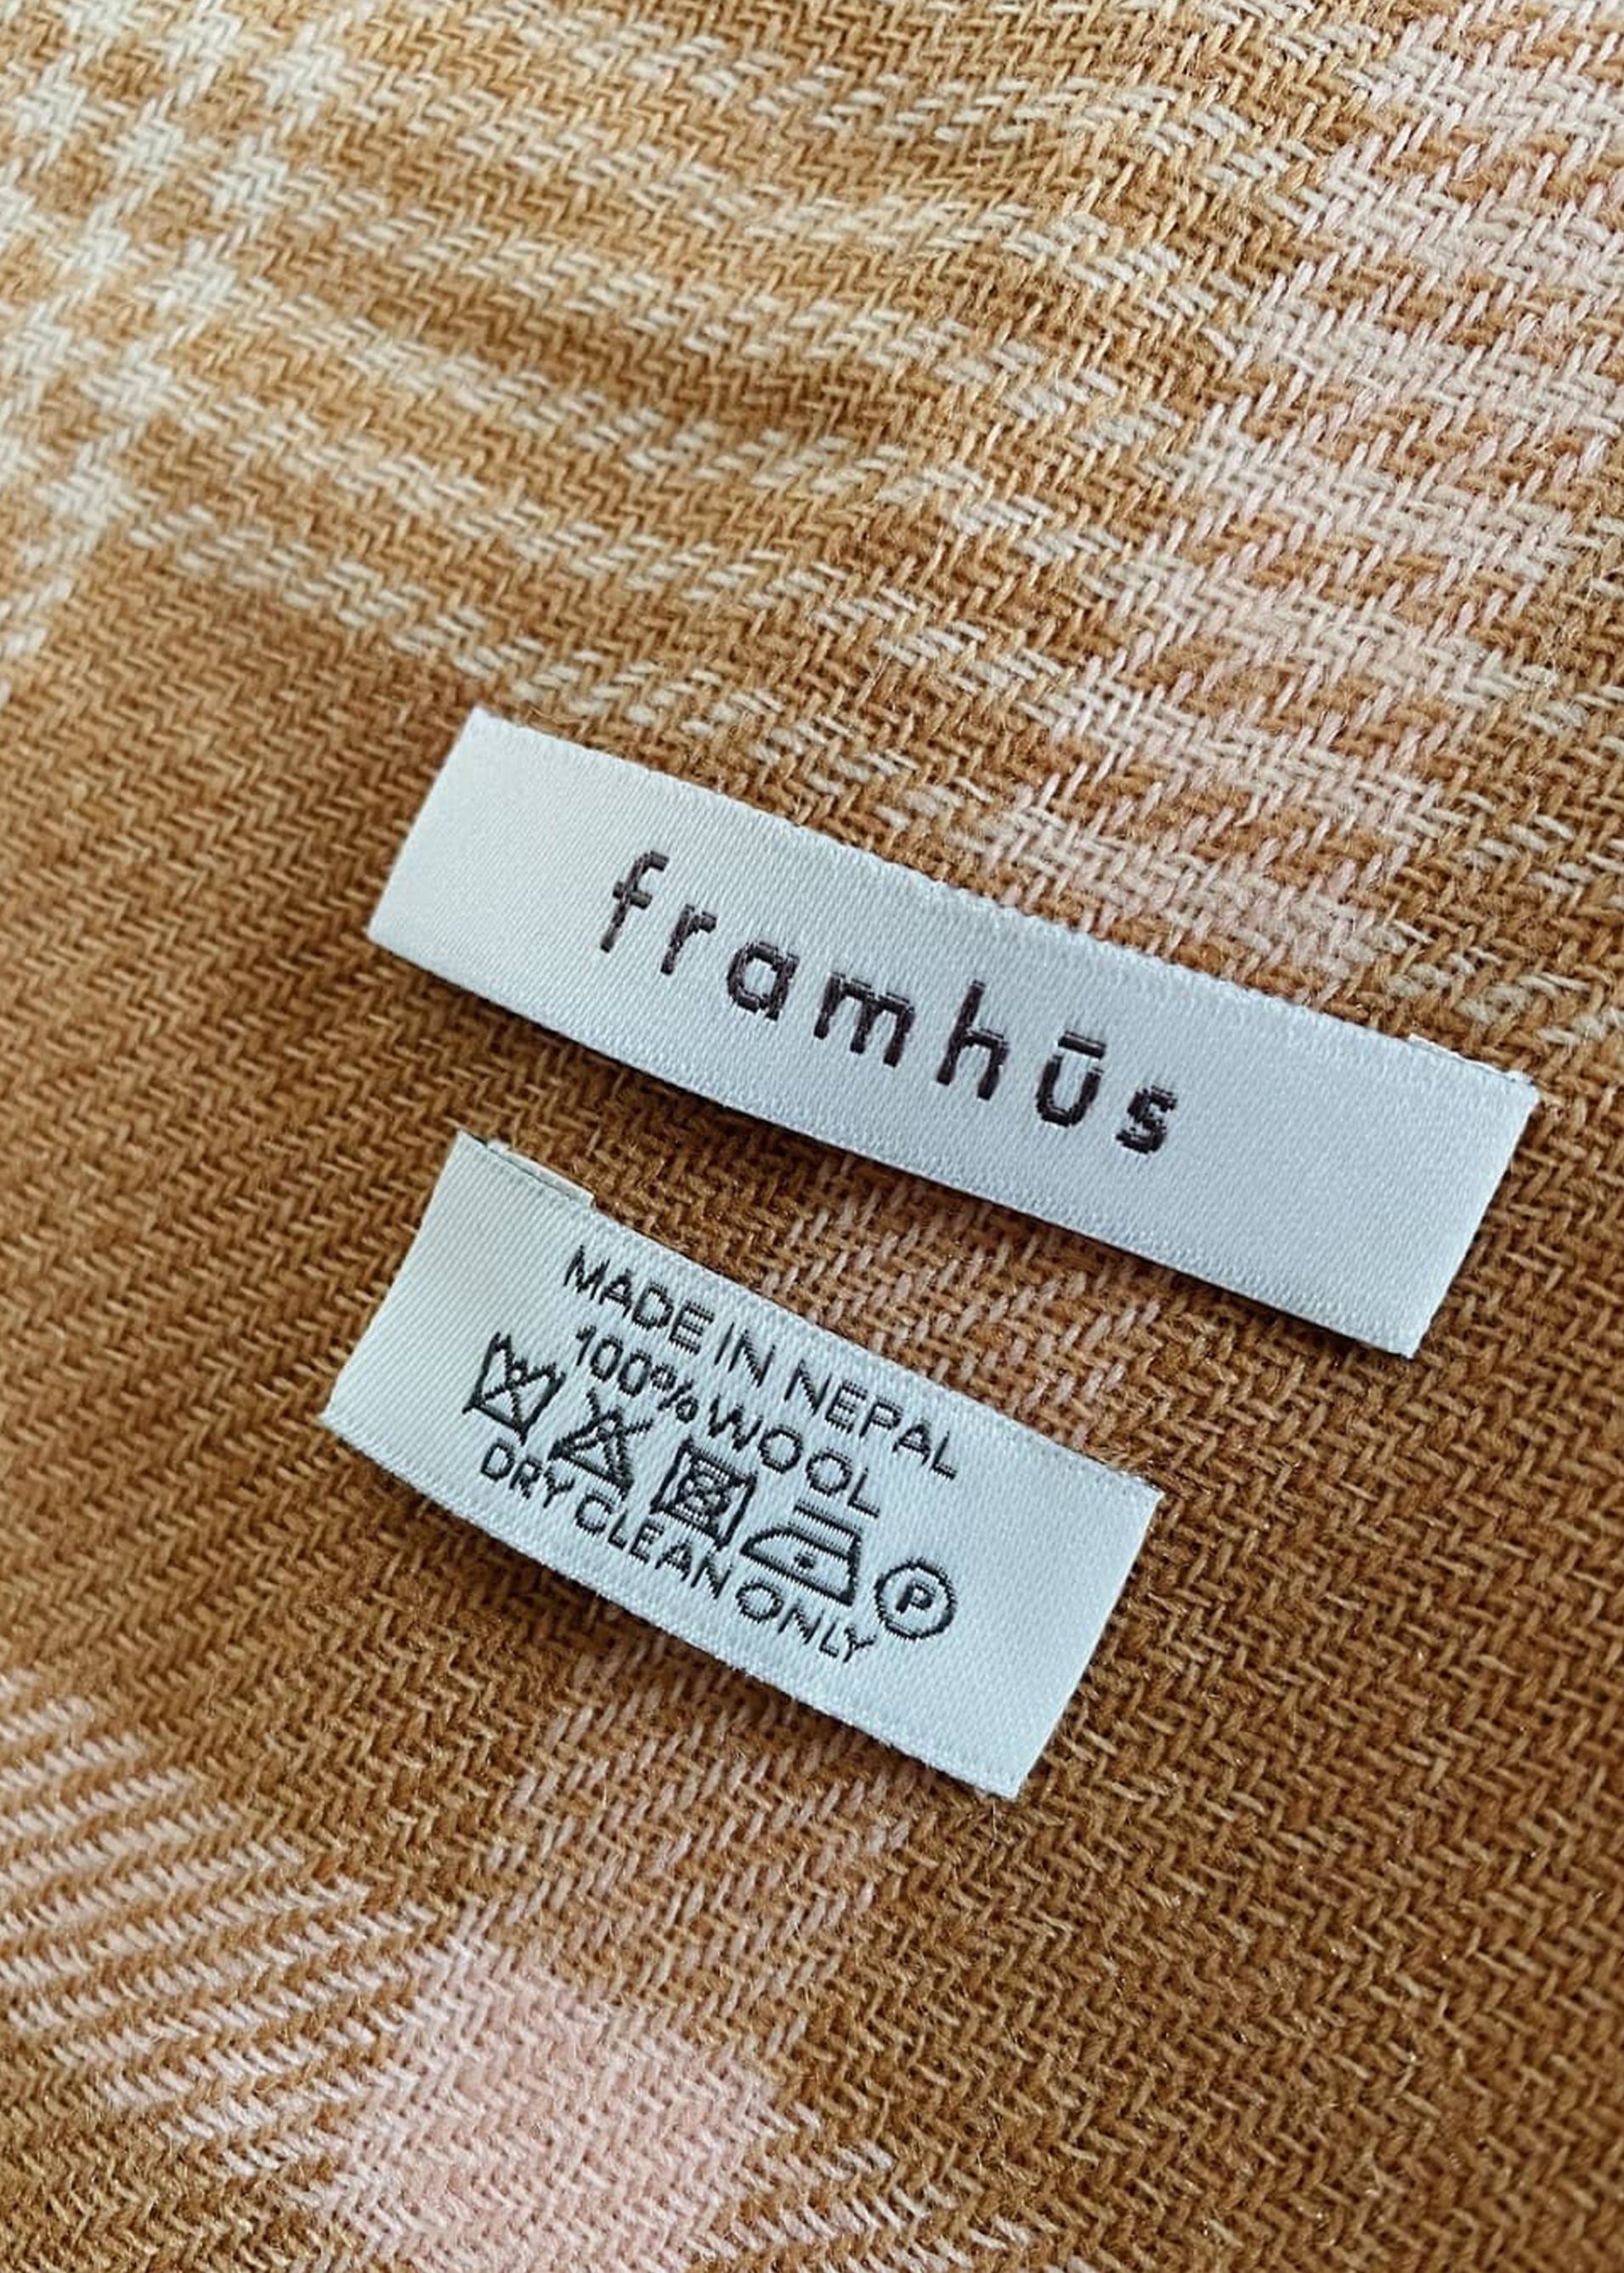 framhūs
MADE IN NEPAL
100% WOOL
P
DRY CLEAN ONLY